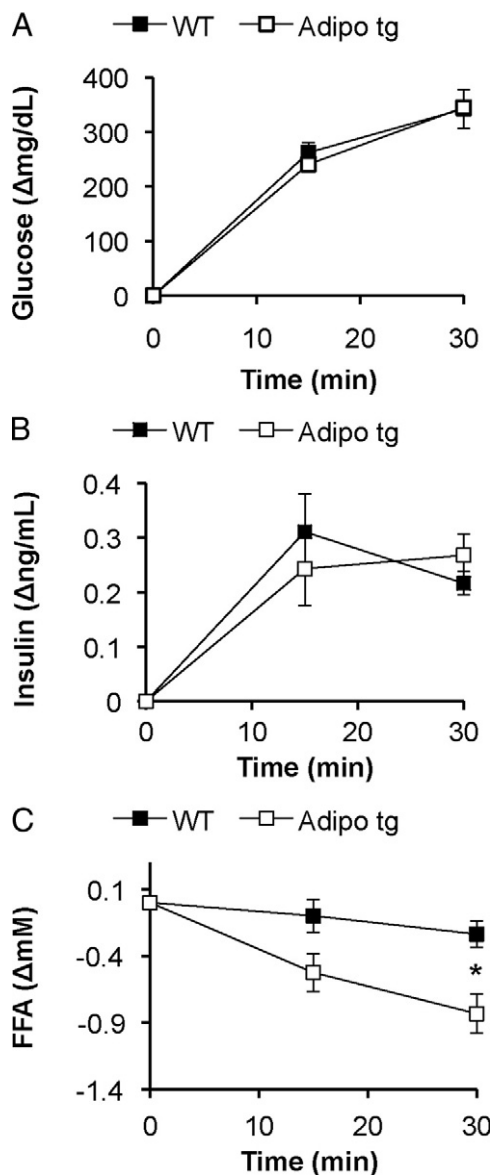 A
WT Adipo tg
Glucose (Δmg/dL)
400
300
200
100
0
0 10 20 30
Time (min)
B
WT Adipo tg
Insulin (Δng/mL)
0.4
0.3
0.2
0.1
0
0 10 20 30
Time (min)
C
WT Adipo tg
FFA (ΔmM)
0.1
-0.4
-0.9
-1.4
*
0 10 20 30
Time (min)